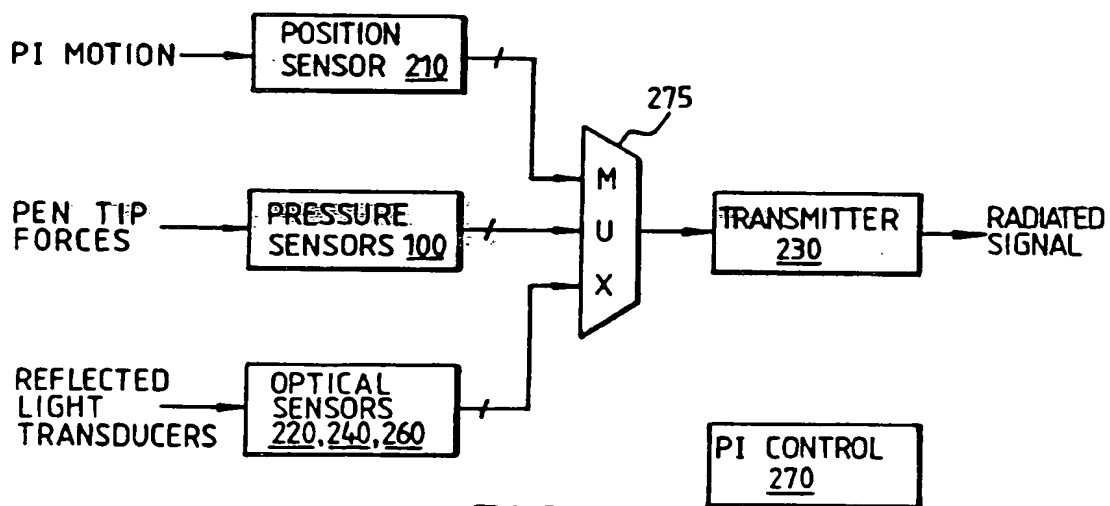 PI MOTION
POSITION
SENSOR 210
275
PEN TIP
FORCES
PRESSURE
SENSORS 100
M
U
X
TRANSMITTER
230
RADIATED
SIGNAL
REFLECTED
LIGHT
TRANSDUCERS
OPTICAL
SENSORS
220, 240, 260
PI CONTROL
270